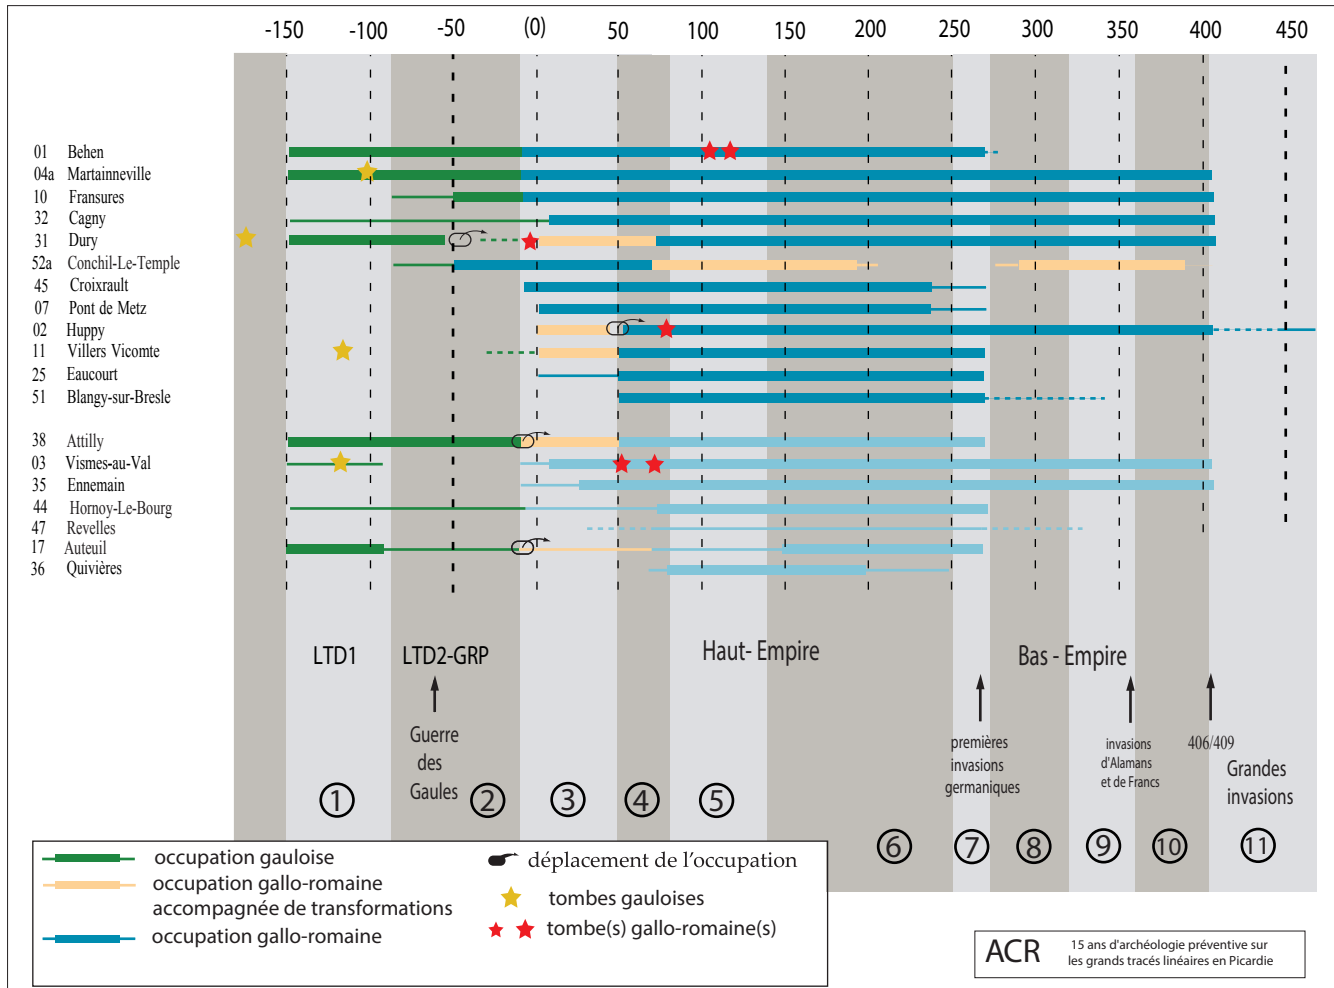 -150 -100 -50 (0) 50 100 150 200 250 300 350 400 450
01 Behen
04a Martainneville
10 Fransures
32 Cagny
31 Dury
52a Conchil-Le-Temple
45 Croixrault
07 Pont de Metz
02 Huppy
11 Villers Vicomte
25 Eaucourt
51 Blangy-sur-Bresle
38 Attilly
03 Vismes-au-Val
35 Ennemain
44 Hornoy-Le-Bourg
47 Revelles
17 Auteuil
36 Quivières
LTD1 LTD2-GRP Haut- Empire Bas - Empire
Guerre
des
Gaules
premières
invasions
germaniques
invasions
d'Alamans
et de Francs
406/409
Grandes
invasions
1 2 3 4 5
6 7 8 9 10 11
occupation gauloise
occupation gallo-romaine
accompagnée de transformations
occupation gallo-romaine
déplacement de l'occupation
tombes gauloises
tombe(s) gallo-romaine(s)
ACR
15 ans d'archéologie préventive sur
les grands tracés linéaires en Picardie